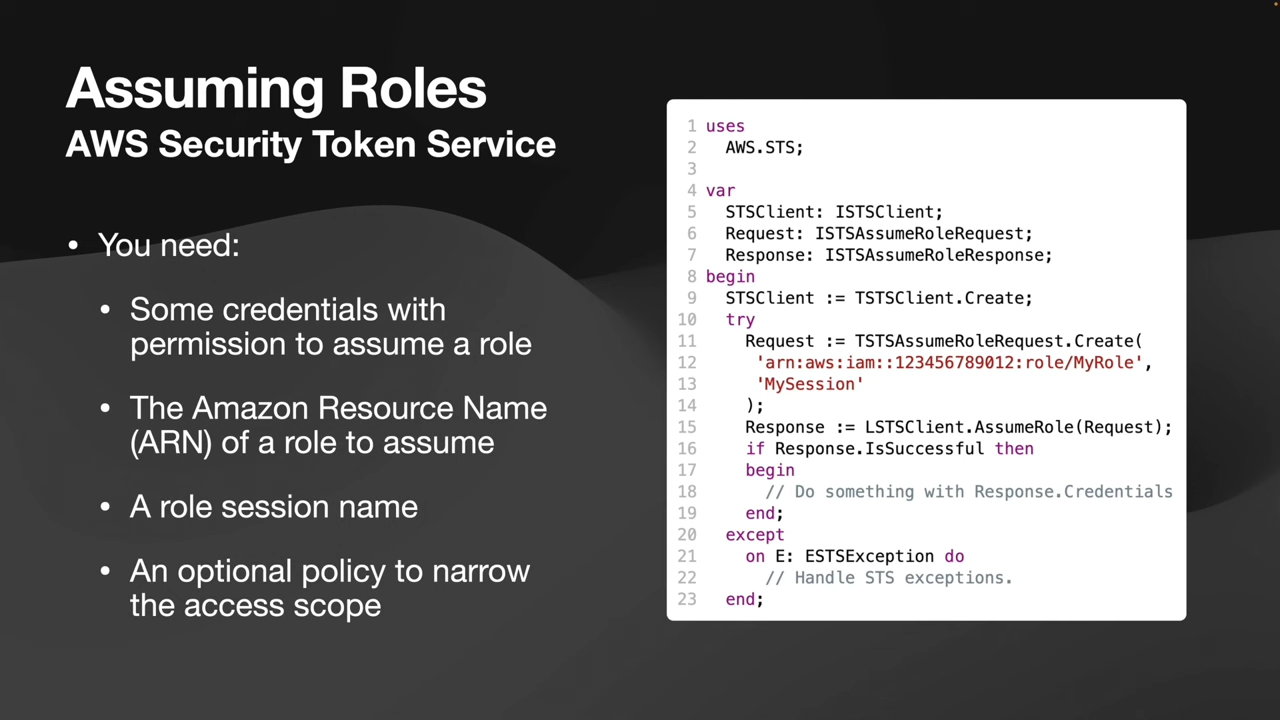 Assuming Roles
AWS Security Token Service
• You need:
• Some credentials with
permission to assume a role
• The Amazon Resource Name
(ARN) of a role to assume
• A role session name
• An optional policy to narrow
the access scope
1 uses
2   AWS.STS;
3
4 var
5   STSClient: ISTSClient;
6   Request: ISTSAssumeRoleRequest;
7   Response: ISTSAssumeRoleResponse;
8 begin
9   STSClient := TSTSClient.Create;
10   try
11     Request := TSTSAssumeRoleRequest.Create(
12       'arn:aws:iam::123456789012:role/MyRole',
13       'MySession'
14     );
15     Response := LSTSClient.AssumeRole(Request);
16     if Response.IsSuccessful then
17     begin
18       // Do something with Response.Credentials
19     end;
20   except
21     on E: ESTSException do
22       // Handle STS exceptions.
23   end;